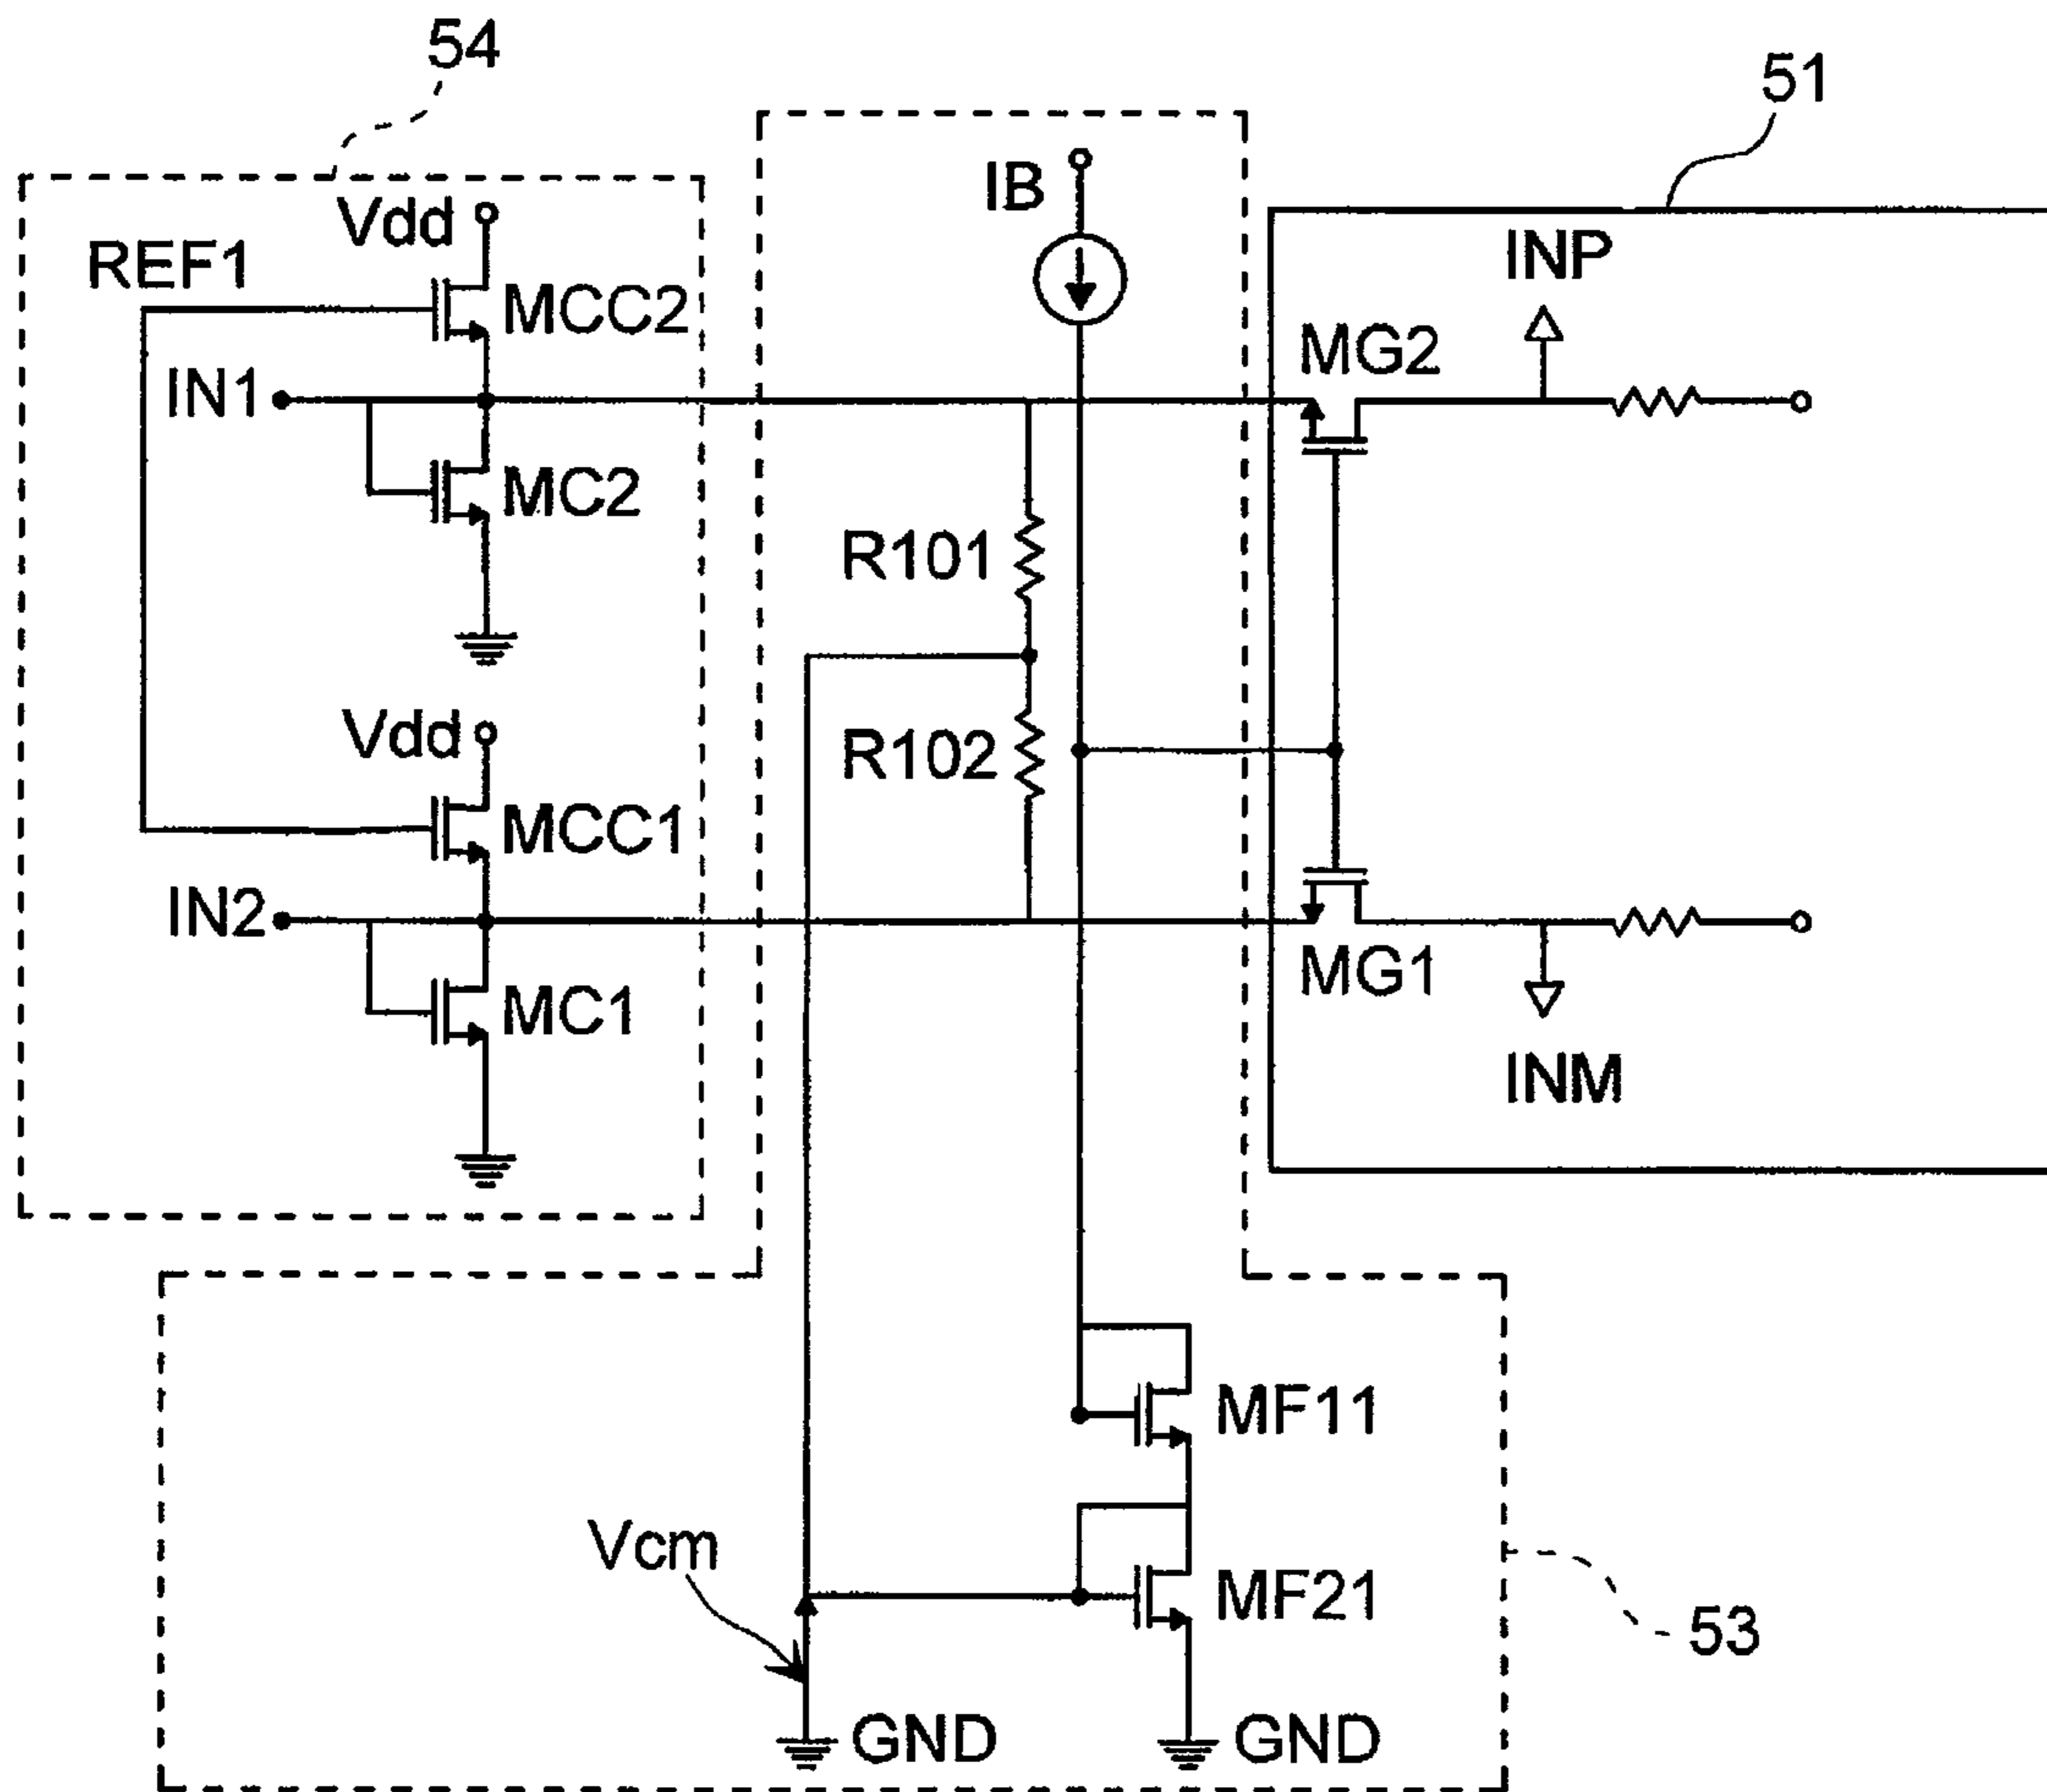 54
51
Vdd
IB
REF1
INP
MCC2
MG2
IN1
MC2
R101
Vdd
R102
MCC1
IN2
MG1
MC1
INM
MF11
Vcm
MF21
53
GND
GND